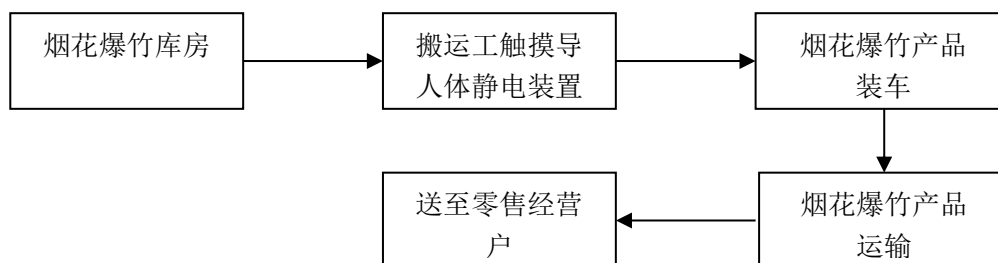 烟花爆竹库房
搬运工触摸导
人体静电装置
烟花爆竹产品
装车
烟花爆竹产品
运输
送至零售经营
户